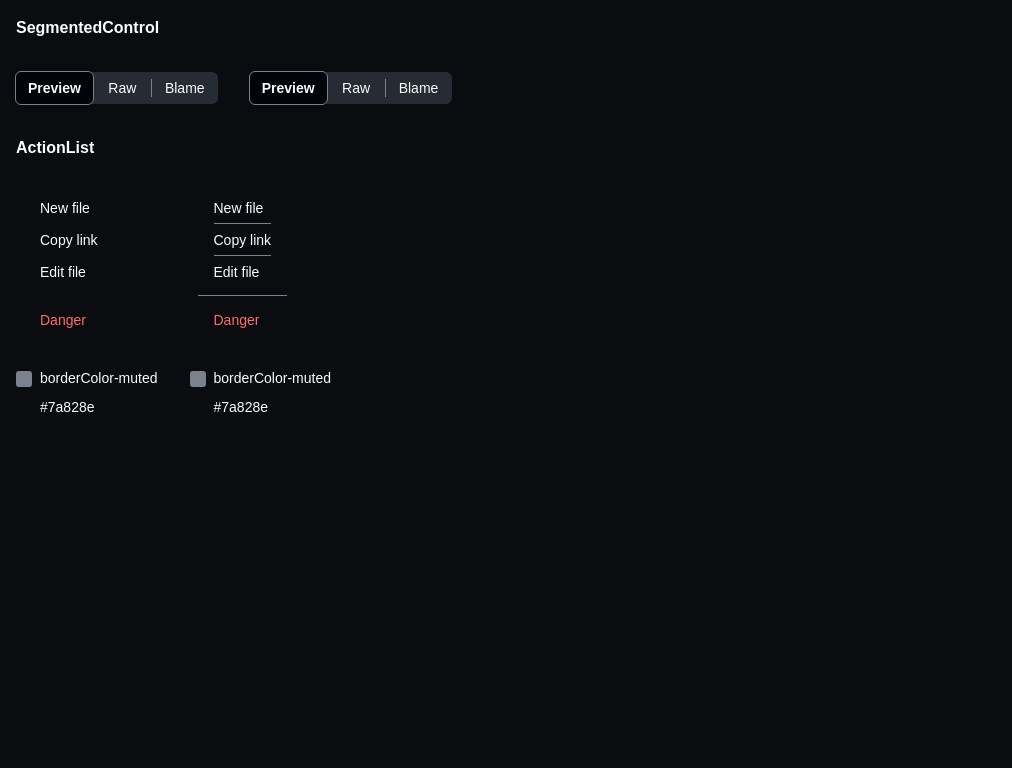 SegmentedControl
Preview Raw Blame Preview Raw Blame
ActionList
New file New file
Copy link Copy link
Edit file Edit file
Danger Danger
borderColor-muted borderColor-muted
#7a828e #7a828e